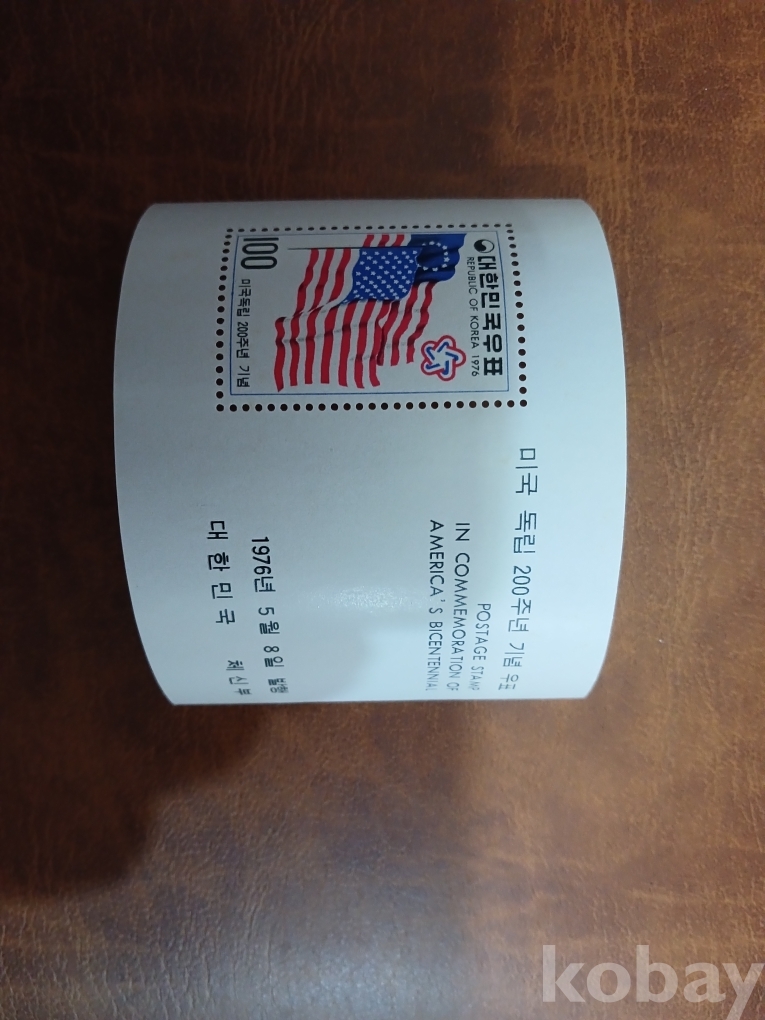 대한민국우표
REPUBLIC OF KOREA 1976
100
미국독립 200주년 기념
미국 독립 200주년 기념 우표
POSTAGE STAMP
IN COMMEMORATION OF
AMERICA'S BICENTENNIAL
1976년 5월 8일 발행
대한민국 체신부
kobay